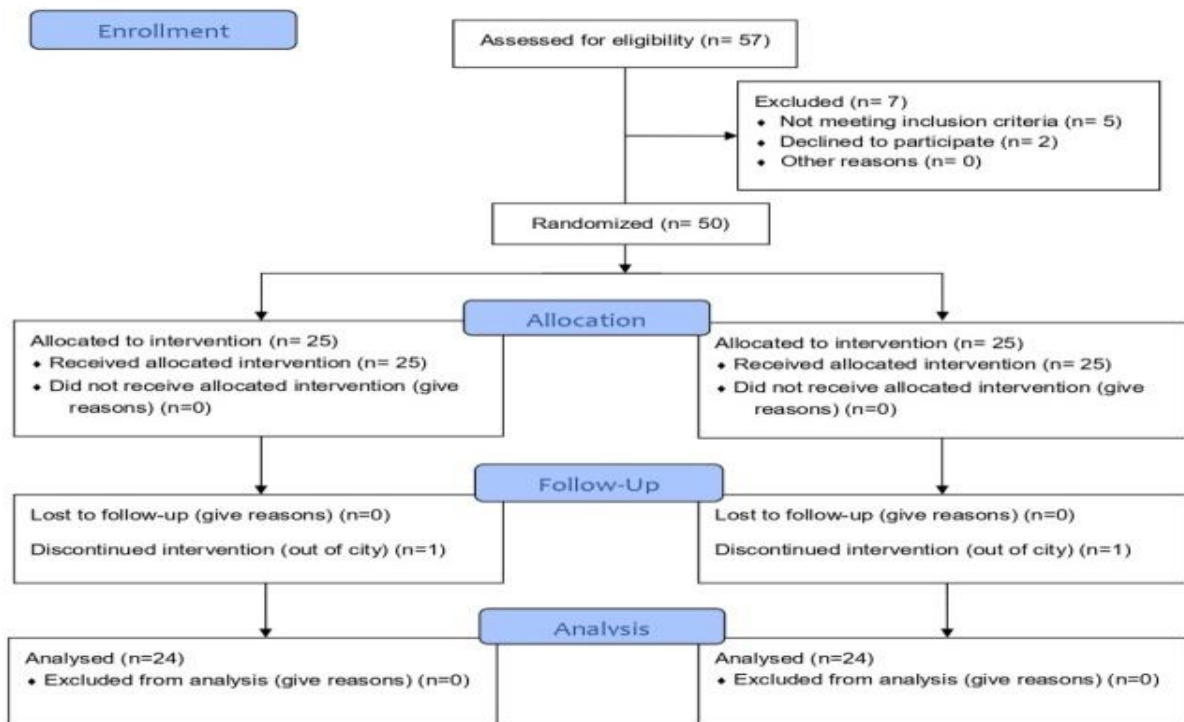 Enrollment
Assessed for eligibility (n= 57)
Excluded (n= 7)
⬥ Not meeting inclusion criteria (n= 5)
⬥ Declined to participate (n= 2)
⬥ Other reasons (n= 0)
Randomized (n= 50)
Allocation
Allocated to intervention (n= 25)
⬥ Received allocated intervention (n= 25)
⬥ Did not receive allocated intervention (give
reasons) (n=0)
Allocated to intervention (n= 25)
⬥ Received allocated intervention (n= 25)
⬥ Did not receive allocated intervention (give
reasons) (n=0)
Follow-Up
Lost to follow-up (give reasons) (n=0)
Discontinued intervention (out of city) (n=1)
Lost to follow-up (give reasons) (n=0)
Discontinued intervention (out of city) (n=1)
Analysis
Analysed (n=24)
⬥ Excluded from analysis (give reasons) (n=0)
Analysed (n=24)
⬥ Excluded from analysis (give reasons) (n=0)